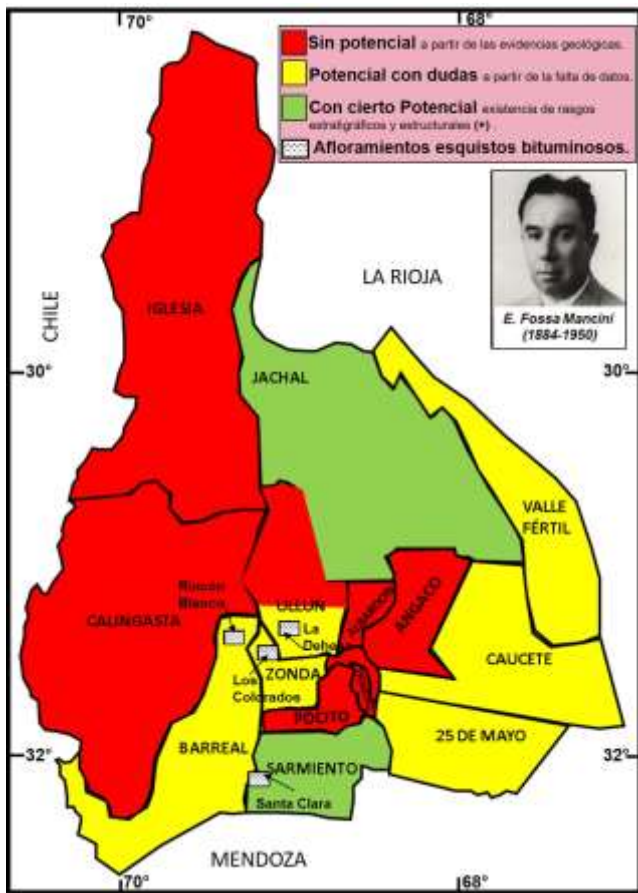 70°
68°
Sin potencial a partir de las evidencias geológicas.
Potencial con dudas a partir de la falta de datos.
Con cierto Potencial existencia de rasgos
estratigráficos y estructurales (+)
Afloramientos esquistos bituminosos.
E. Fossa Mancini
(1884-1950)
LA RIOJA
CHILE
IGLESIA
30°
30°
JACHAL
VALLE
FÉRTIL
Rincón
Blanco
ULLUN
ALBARDON
ANGACO
CALINGASTA
La
Dehesa
CAUCETE
ZONDA
Los
Colorados
POCITO
25 DE MAYO
BARREAL
32°
32°
SARMIENTO
Santa Clara
MENDOZA
70°
68°